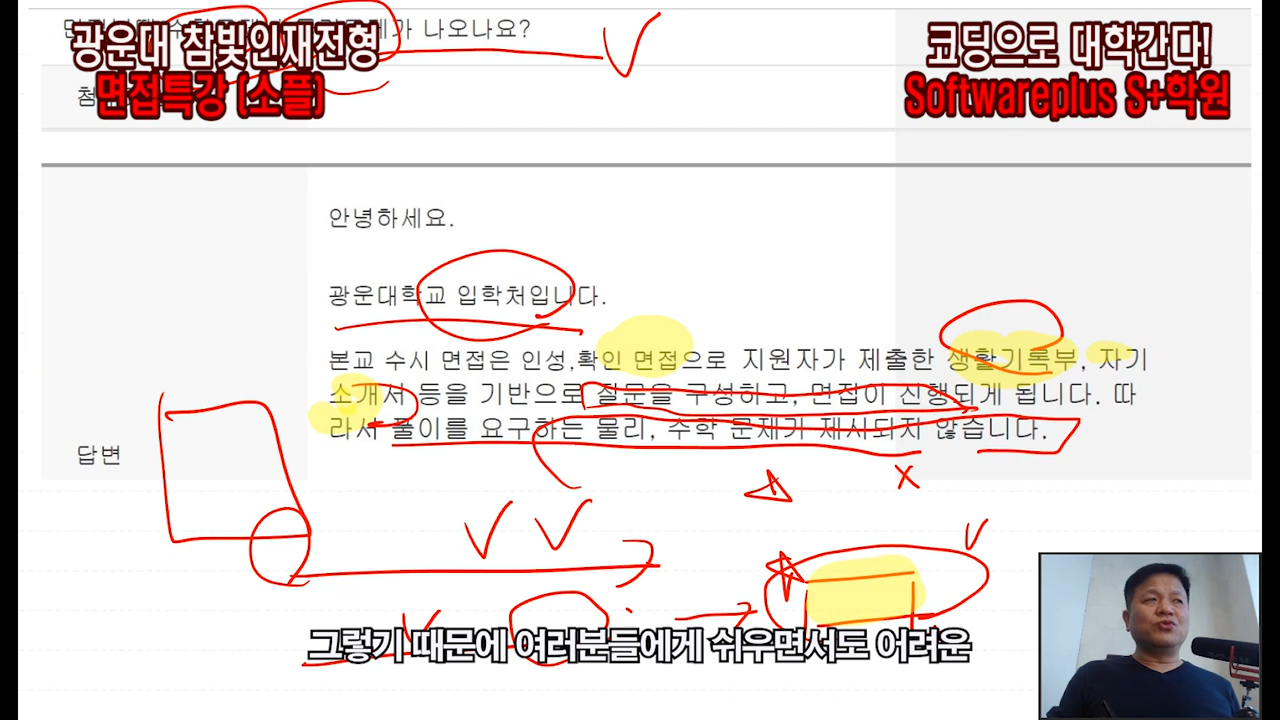 가 나오나요?
광운대 참빛인재전형
면접특강 (소플)
코딩으로 대학간다!
Softwareplus S+학원
첨
안녕하세요.
광운대학교 입학처입니다.
본교 수시 면접은 인성,확인 면접으로 지원자가 제출한 생활기록부, 자기
소개서 등을 기반으로 질문을 구성하고, 면접이 진행되게 됩니다. 따
라서 풀이를 요구하는 물리, 수학 문제가 제시되지 않습니다.
답변
그렇기 때문에 여러분들에게 쉬우면서도 어려운